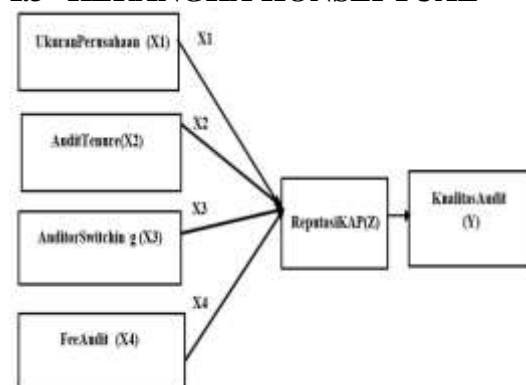 KERANGKA KONSEPTUAL
UkuranPerusahaan (X1)
X1
AuditTenure(X2)
X2
AuditorSwitchin g (X3)
X3
ReputasiKAP(Z)
KualitasAudit
(Y)
X4
FeeAudit (X4)